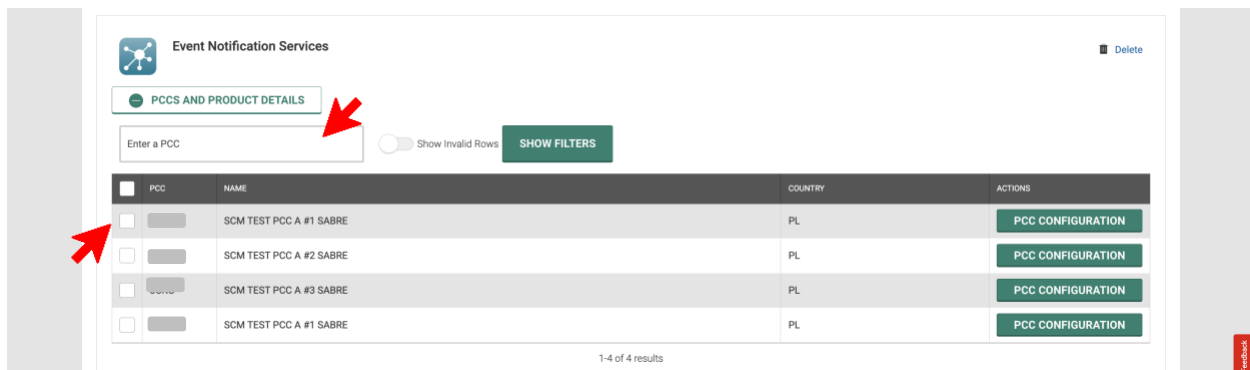 Event Notification Services
Delete
PCCS AND PRODUCT DETAILS
Enter a PCC
Show Invalid Rows
SHOW FILTERS
PCC NAME COUNTRY ACTIONS
SCM TEST PCC A #1 SABRE PL PCC CONFIGURATION
SCM TEST PCC A #2 SABRE PL PCC CONFIGURATION
SCM TEST PCC A #3 SABRE PL PCC CONFIGURATION
SCM TEST PCC A #1 SABRE PL PCC CONFIGURATION
1-4 of 4 results
Feedback